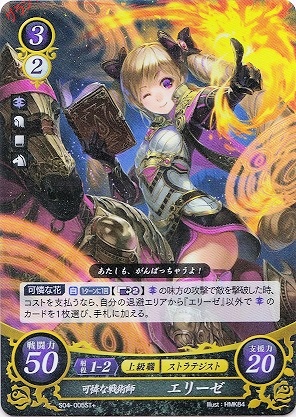 3
2
あたしも、がんばっちゃうよ！
可憐な花 自 1ターンに1回 の味方の攻撃で敵を撃破した時、
コストを支払うなら、自分の退避エリアから「エリーゼ」以外で
のカードを1枚選び、手札に加える。
戦闘力
50
射程 1-2
上級職
ストラテジスト
支援力
20
可憐な戦術師 エリーゼ
S04-005ST+
Illust : HMK84